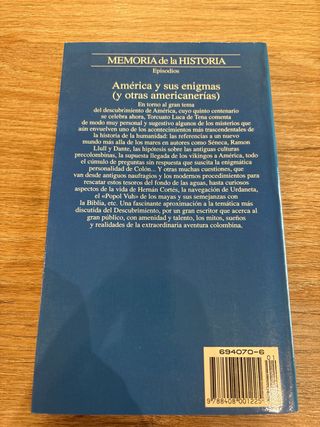 MEMORIA de la HISTORIA
Episodios
América y sus enigmas
(y otras americanerías)
En torno al gran tema
del descubrimiento de América, cuyo quinto centenario
se celebra ahora, Torcuato Luca de Tena comenta
de modo muy personal y sugestivo algunos de los misterios que
aún envuelven uno de los acontecimientos más trascendentales de
la historia de la humanidad: las referencias a un nuevo
mundo más allá de los mares en autores como Séneca, Ramon
Llull y Dante, las hipótesis sobre las antiguas culturas
precolombinas, la supuesta llegada de los vikingos a América, todo
el cúmulo de preguntas sin respuesta que suscita la enigmática
personalidad de Colón... Y otras muchas cuestiones, que
van desde antiguos naufragios y los modernos procedimientos para
rescatar estos tesoros del fondo de las aguas, hasta curiosos
aspectos de la vida de Hernán Cortés, la navegación de Urdaneta,
el «Popol Vuh» de los mayas y sus semejanzas con
la Biblia, etc. Una fascinante aproximación a la temática más
discutida del Descubrimiento, por un gran escritor que acerca al
gran público, con amenidad y talento, los mitos, sueños
y realidades de la extraordinaria aventura colombina.
694070-6
01
9 788408 001225